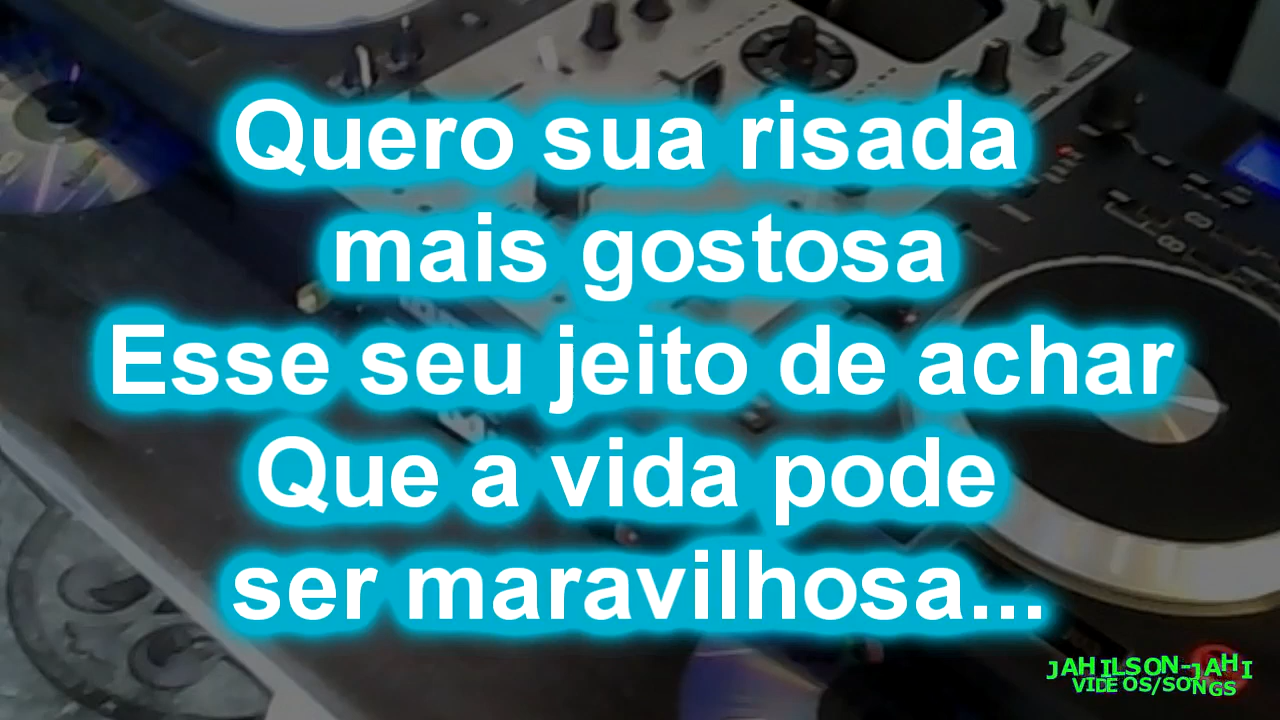 Quero sua risada
mais gostosa
Esse seu jeito de achar
Que a vida pode
ser maravilhosa...
JAHILSON-JAHI
VIDEOS/SONGS